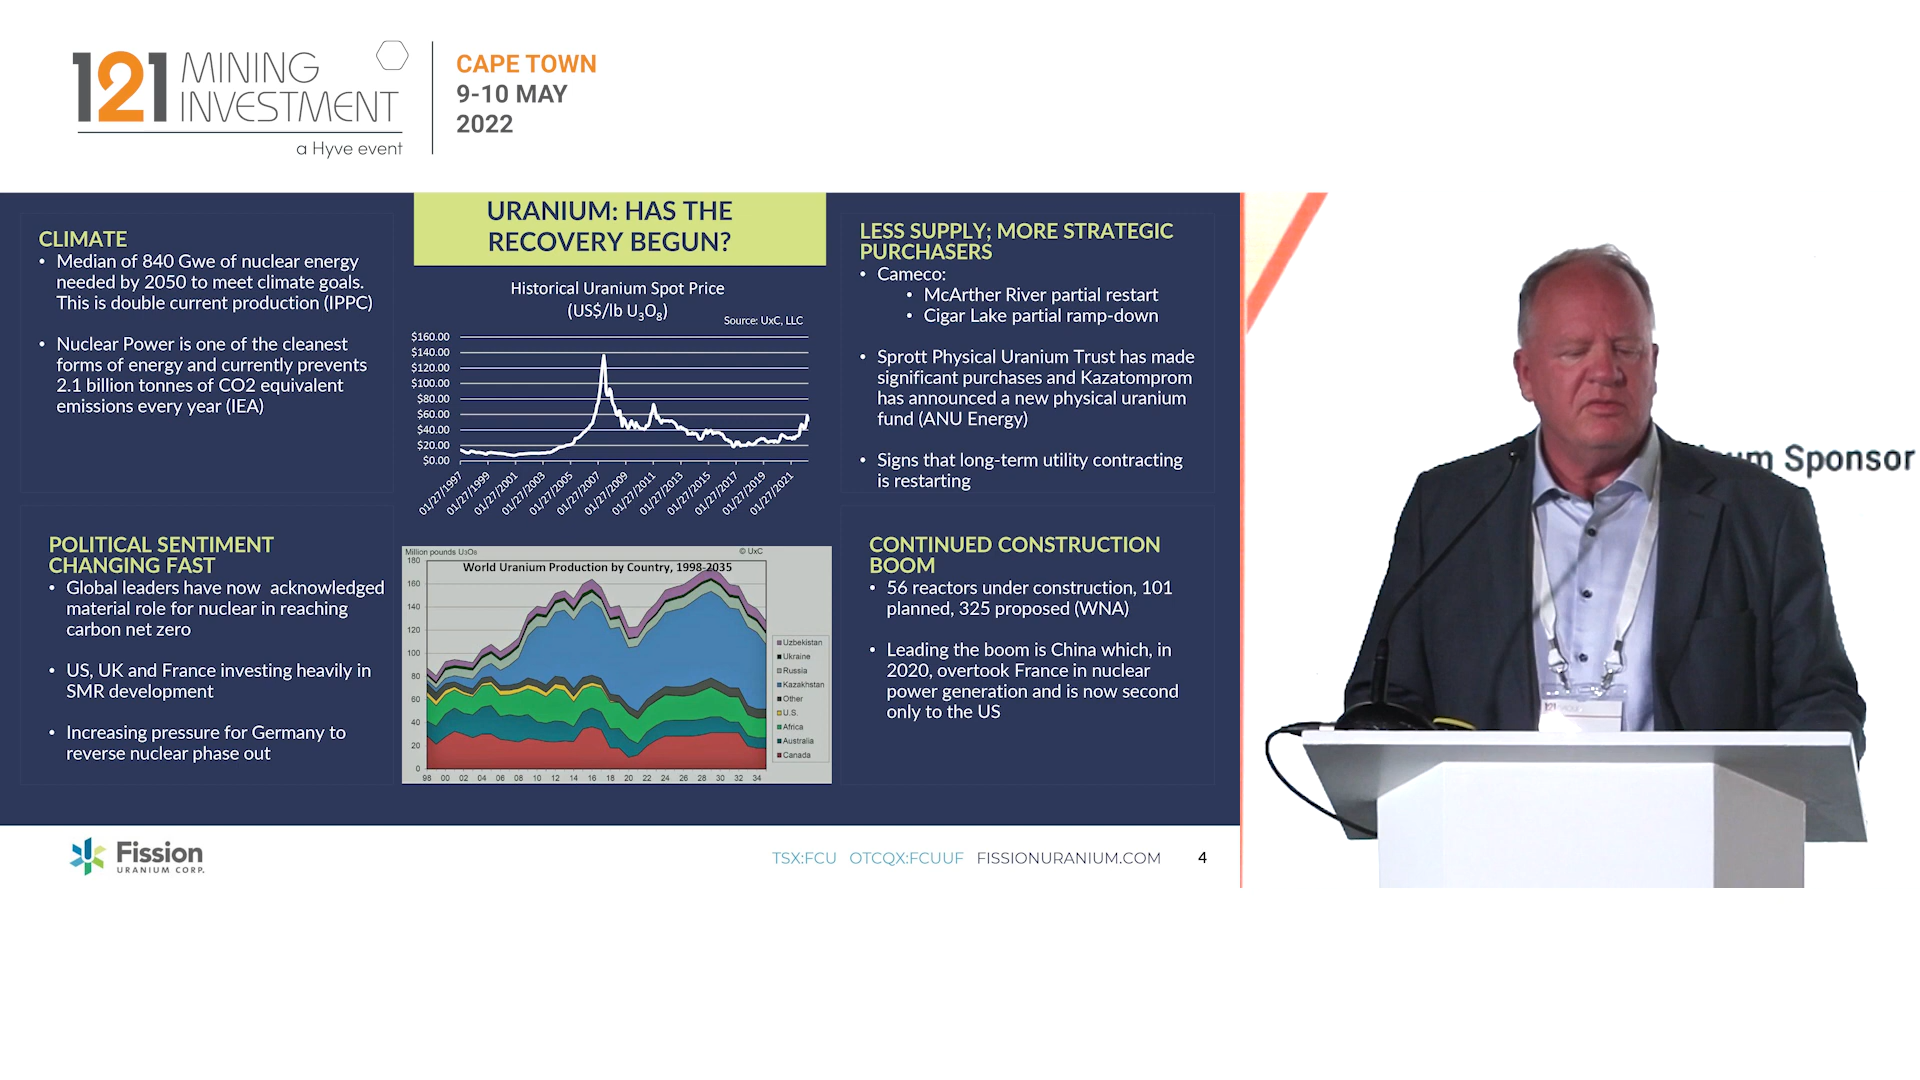 121 MINING
INVESTMENT
a Hyve event
CAPE TOWN
9-10 MAY
2022
URANIUM: HAS THE
RECOVERY BEGUN?
CLIMATE
• Median of 840 Gwe of nuclear energy
needed by 2050 to meet climate goals.
This is double current production (IPPC)
• Nuclear Power is one of the cleanest
forms of energy and currently prevents
2.1 billion tonnes of CO2 equivalent
emissions every year (IEA)
POLITICAL SENTIMENT
CHANGING FAST
• Global leaders have now acknowledged
material role for nuclear in reaching
carbon net zero
• US, UK and France investing heavily in
SMR development
• Increasing pressure for Germany to
reverse nuclear phase out
Historical Uranium Spot Price
(US$/lb U₃O₈)
Source: UxC, LLC
$160.00
$140.00
$120.00
$100.00
$80.00
$60.00
$40.00
$20.00
$0.00
01/27/1997
01/27/1999
01/27/2001
01/27/2003
01/27/2005
01/27/2007
01/27/2009
01/27/2011
01/27/2013
01/27/2015
01/27/2017
01/27/2019
01/27/2021
Million pounds U₃O₈
© UxC
World Uranium Production by Country, 1998-2035
180
160
140
120
100
80
60
40
20
0
98 00 02 04 06 08 10 12 14 16 18 20 22 24 26 28 30 32 34
Uzbekistan
Ukraine
Russia
Kazakhstan
Other
U.S.
Africa
Australia
Canada
LESS SUPPLY; MORE STRATEGIC
PURCHASERS
• Cameco:
• McArther River partial restart
• Cigar Lake partial ramp-down
• Sprott Physical Uranium Trust has made
significant purchases and Kazatomprom
has announced a new physical uranium
fund (ANU Energy)
• Signs that long-term utility contracting
is restarting
CONTINUED CONSTRUCTION
BOOM
• 56 reactors under construction, 101
planned, 325 proposed (WNA)
• Leading the boom is China which, in
2020, overtook France in nuclear
power generation and is now second
only to the US
Fission
URANIUM CORP.
TSX:FCU OTCQX:FCUUF FISSIONURANIUM.COM 4
um Sponsor
121